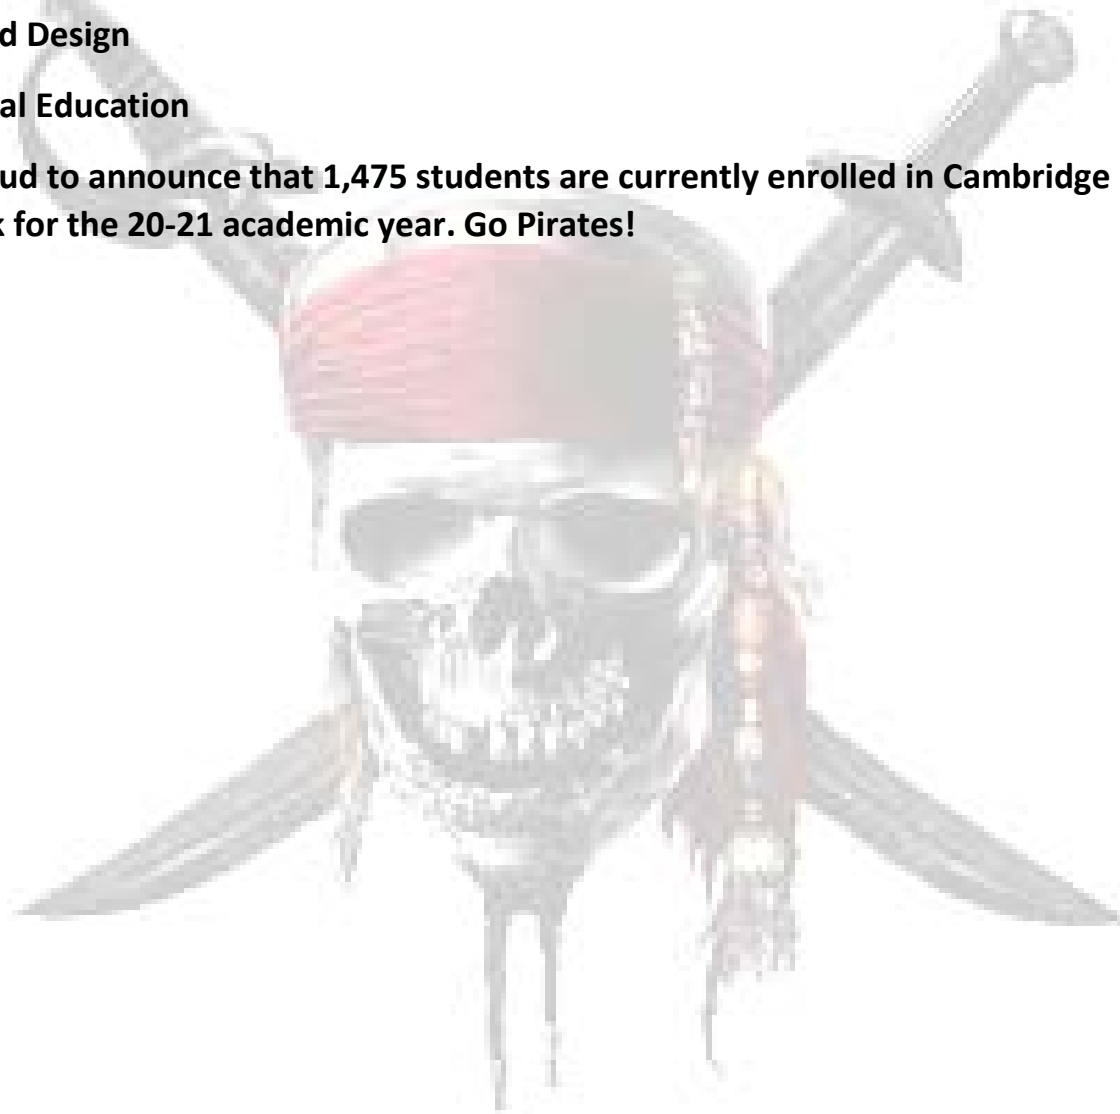 d Design
al Education
ud to announce that 1,475 students are currently enrolled in Cambridge
for the 20-21 academic year. Go Pirates!